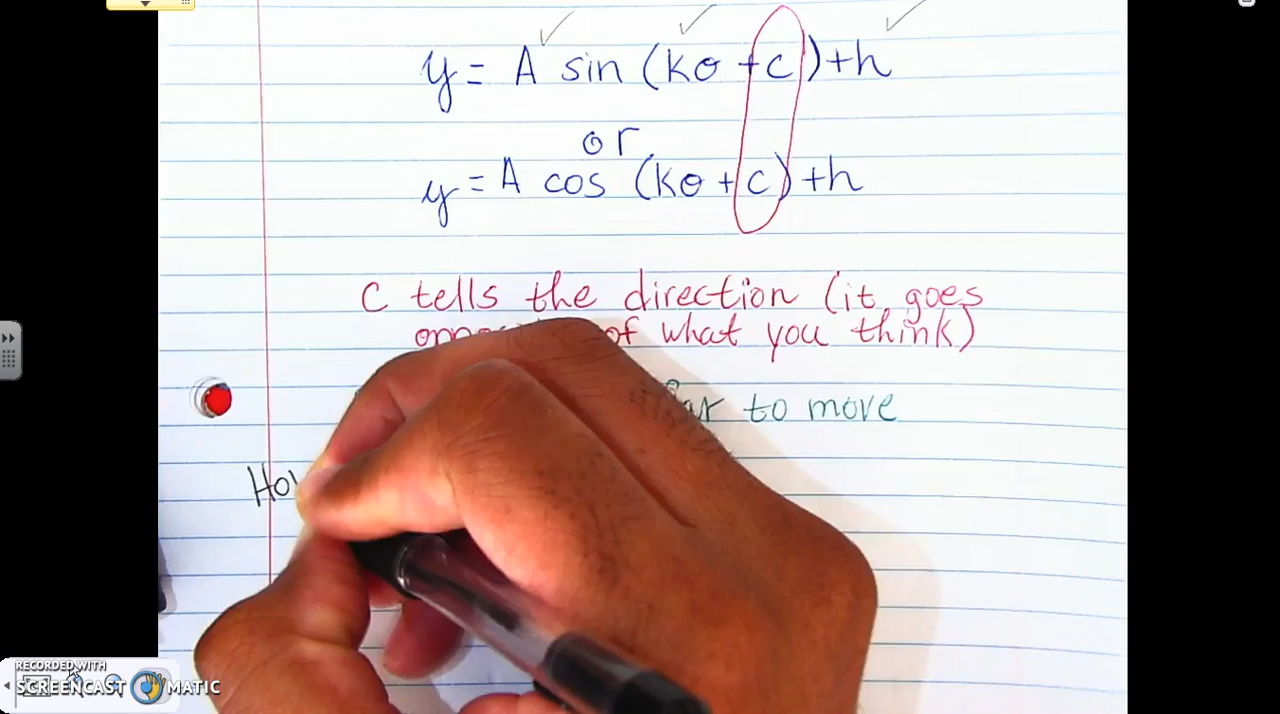 y = A sin (kθ + c) + h
or
y = A cos (kθ + c) + h
C tells the direction (it goes
of what you think)
far to move
RECORDED WITH
SCREENCAST MATIC